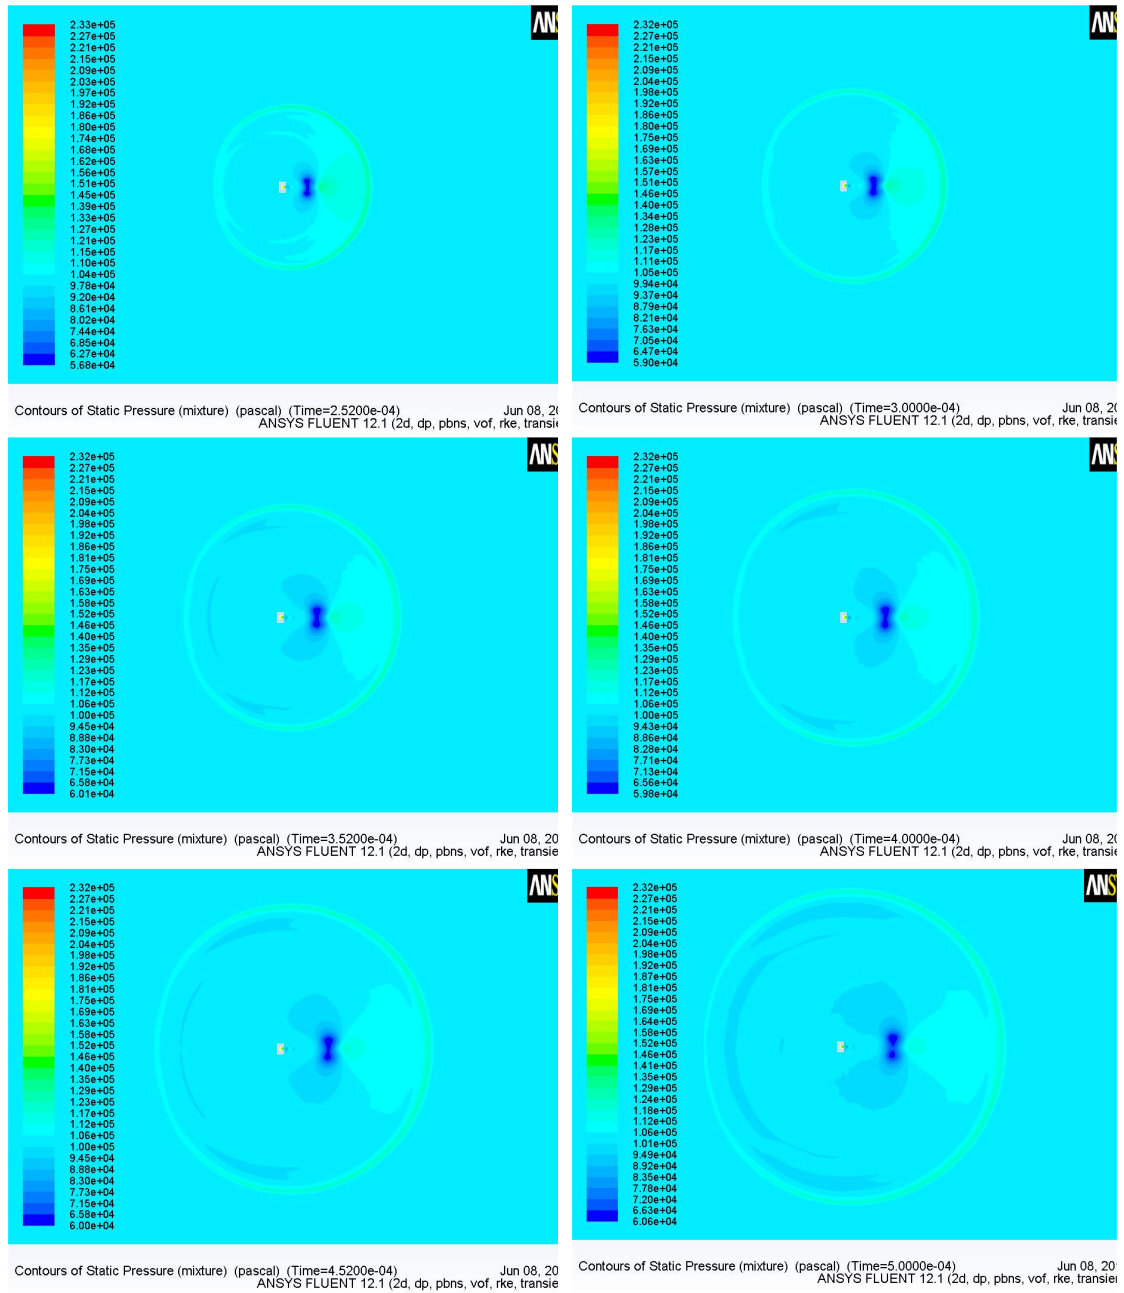 ANS
2.33e+05
2.27e+05
2.21e+05
2.15e+05
2.09e+05
2.03e+05
1.97e+05
1.92e+05
1.86e+05
1.80e+05
1.74e+05
1.68e+05
1.62e+05
1.56e+05
1.51e+05
1.45e+05
1.39e+05
1.33e+05
1.27e+05
1.21e+05
1.15e+05
1.10e+05
1.04e+05
9.78e+04
9.20e+04
8.61e+04
8.02e+04
7.44e+04
6.85e+04
6.27e+04
5.68e+04
Contours of Static Pressure (mixture) (pascal) (Time=2.5200e-04) Jun 08, 20
ANSYS FLUENT 12.1 (2d, dp, pbns, vof, rke, transie
ANS
2.32e+05
2.27e+05
2.21e+05
2.15e+05
2.09e+05
2.04e+05
1.98e+05
1.92e+05
1.86e+05
1.80e+05
1.75e+05
1.69e+05
1.63e+05
1.57e+05
1.51e+05
1.46e+05
1.40e+05
1.34e+05
1.28e+05
1.23e+05
1.17e+05
1.11e+05
1.05e+05
9.94e+04
9.37e+04
8.79e+04
8.21e+04
7.63e+04
7.05e+04
6.47e+04
5.90e+04
Contours of Static Pressure (mixture) (pascal) (Time=3.0000e-04) Jun 08, 20
ANSYS FLUENT 12.1 (2d, dp, pbns, vof, rke, transie
ANS
2.32e+05
2.27e+05
2.21e+05
2.15e+05
2.09e+05
2.04e+05
1.98e+05
1.92e+05
1.86e+05
1.81e+05
1.75e+05
1.69e+05
1.63e+05
1.58e+05
1.52e+05
1.46e+05
1.40e+05
1.35e+05
1.29e+05
1.23e+05
1.17e+05
1.12e+05
1.06e+05
1.00e+05
9.45e+04
8.88e+04
8.30e+04
7.73e+04
7.15e+04
6.58e+04
6.01e+04
Contours of Static Pressure (mixture) (pascal) (Time=3.5200e-04) Jun 08, 20
ANSYS FLUENT 12.1 (2d, dp, pbns, vof, rke, transie
ANS
2.32e+05
2.27e+05
2.21e+05
2.15e+05
2.09e+05
2.04e+05
1.98e+05
1.92e+05
1.86e+05
1.81e+05
1.75e+05
1.69e+05
1.63e+05
1.58e+05
1.52e+05
1.46e+05
1.40e+05
1.35e+05
1.29e+05
1.23e+05
1.17e+05
1.12e+05
1.06e+05
1.00e+05
9.43e+04
8.86e+04
8.28e+04
7.71e+04
7.13e+04
6.56e+04
5.98e+04
Contours of Static Pressure (mixture) (pascal) (Time=4.0000e-04) Jun 08, 20
ANSYS FLUENT 12.1 (2d, dp, pbns, vof, rke, transie
ANS
2.32e+05
2.27e+05
2.21e+05
2.15e+05
2.09e+05
2.04e+05
1.98e+05
1.92e+05
1.86e+05
1.81e+05
1.75e+05
1.69e+05
1.63e+05
1.58e+05
1.52e+05
1.46e+05
1.40e+05
1.35e+05
1.29e+05
1.23e+05
1.17e+05
1.12e+05
1.06e+05
1.00e+05
9.45e+04
8.88e+04
8.30e+04
7.73e+04
7.15e+04
6.58e+04
6.00e+04
Contours of Static Pressure (mixture) (pascal) (Time=4.5200e-04) Jun 08, 20
ANSYS FLUENT 12.1 (2d, dp, pbns, vof, rke, transie
ANS
2.32e+05
2.27e+05
2.21e+05
2.15e+05
2.09e+05
2.04e+05
1.98e+05
1.92e+05
1.87e+05
1.81e+05
1.75e+05
1.69e+05
1.64e+05
1.58e+05
1.52e+05
1.46e+05
1.41e+05
1.35e+05
1.29e+05
1.24e+05
1.18e+05
1.12e+05
1.06e+05
1.01e+05
9.49e+04
8.92e+04
8.35e+04
7.78e+04
7.20e+04
6.63e+04
6.06e+04
Contours of Static Pressure (mixture) (pascal) (Time=5.0000e-04) Jun 08, 20
ANSYS FLUENT 12.1 (2d, dp, pbns, vof, rke, transie